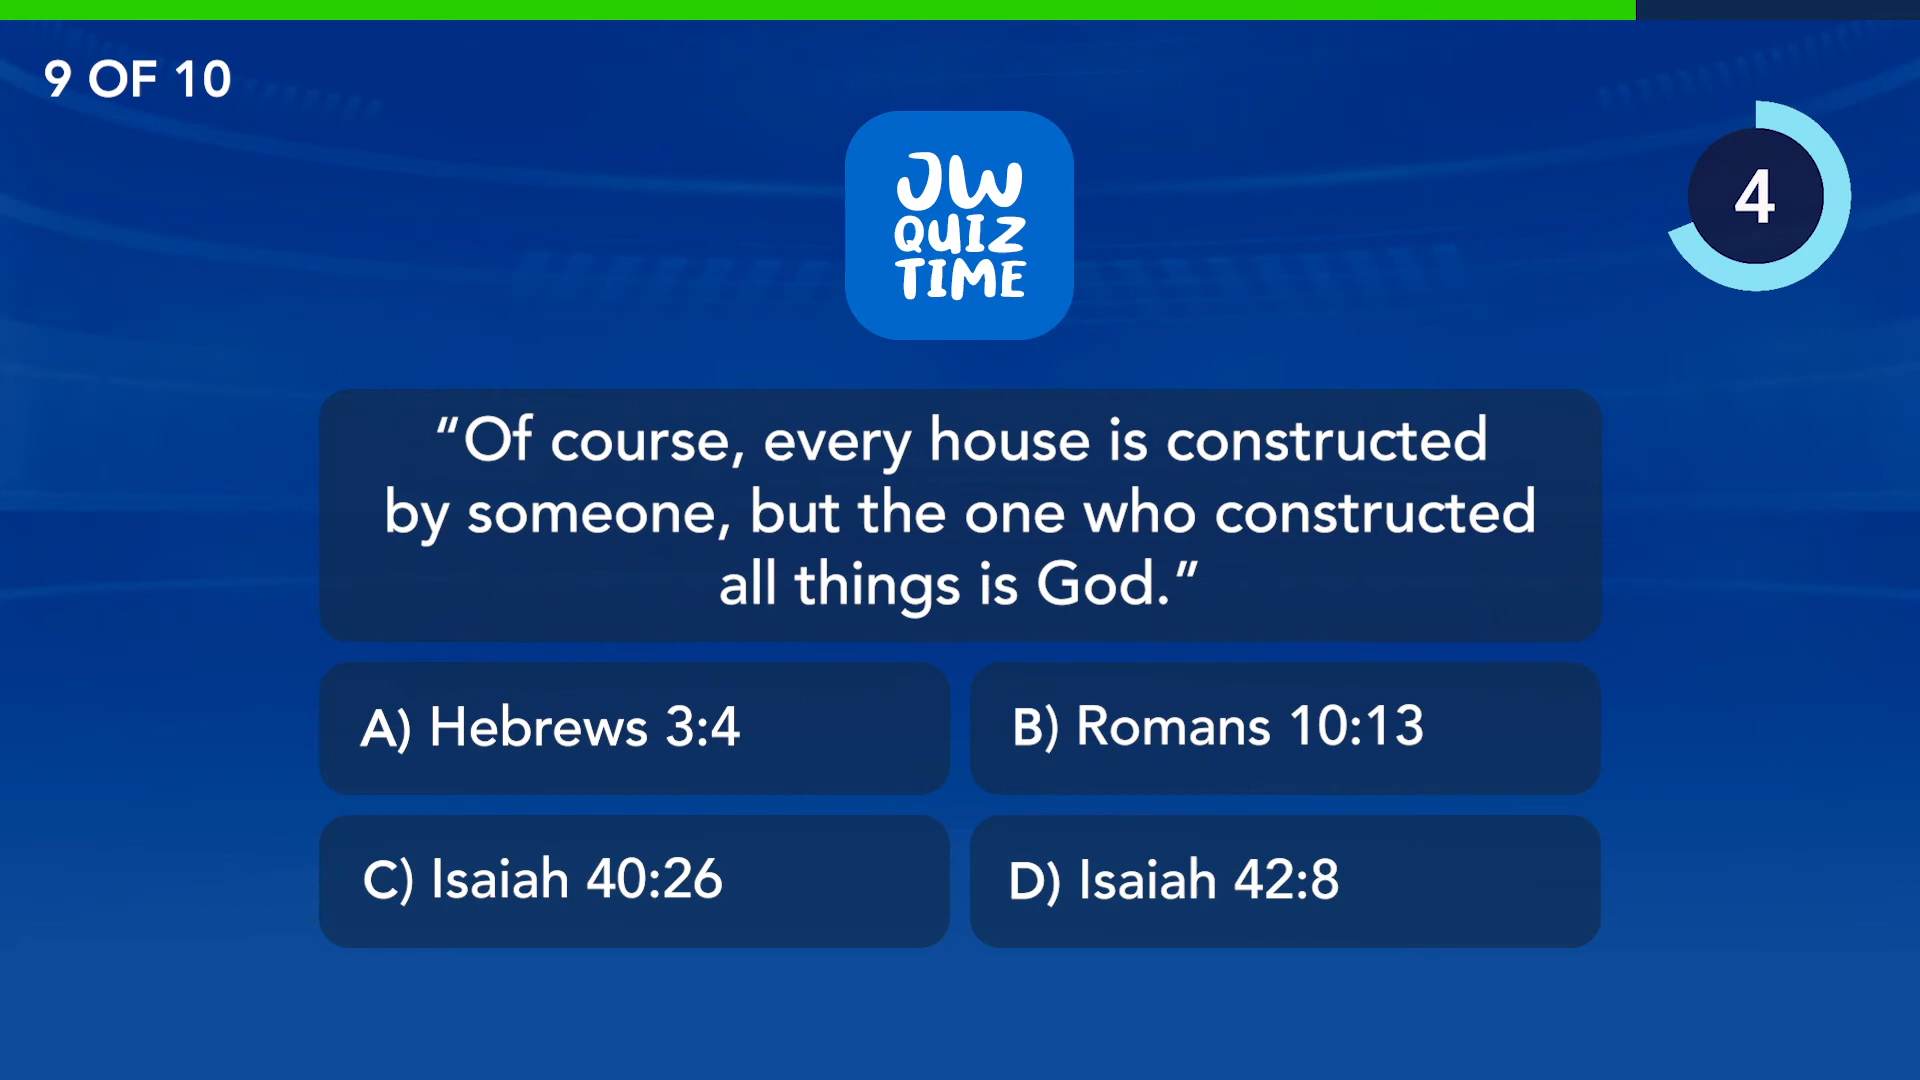 9 OF 10
JW
QUIZ
TIME
4
“Of course, every house is constructed
by someone, but the one who constructed
all things is God.”
A) Hebrews 3:4
B) Romans 10:13
C) Isaiah 40:26
D) Isaiah 42:8